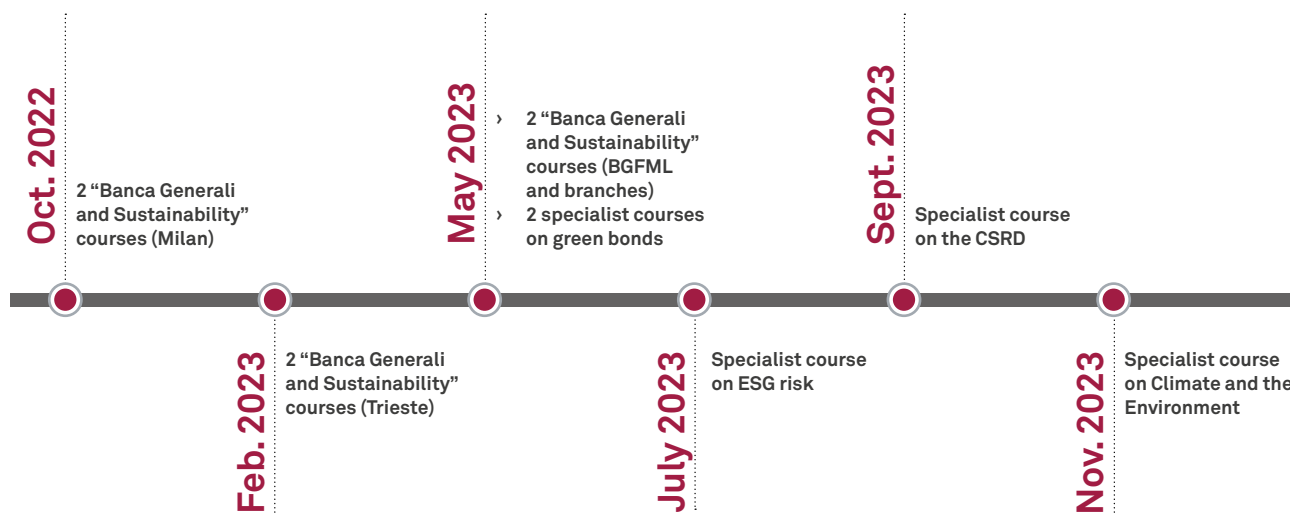 Oct. 2022
2 “Banca Generali
and Sustainability”
courses (Milan)
Feb. 2023
2 “Banca Generali
and Sustainability”
courses (Trieste)
May 2023
› 2 “Banca Generali
and Sustainability”
courses (BGFML
and branches)
› 2 specialist courses
on green bonds
July 2023
Specialist course
on ESG risk
Sept. 2023
Specialist course
on the CSRD
Nov. 2023
Specialist course
on Climate and the
Environment